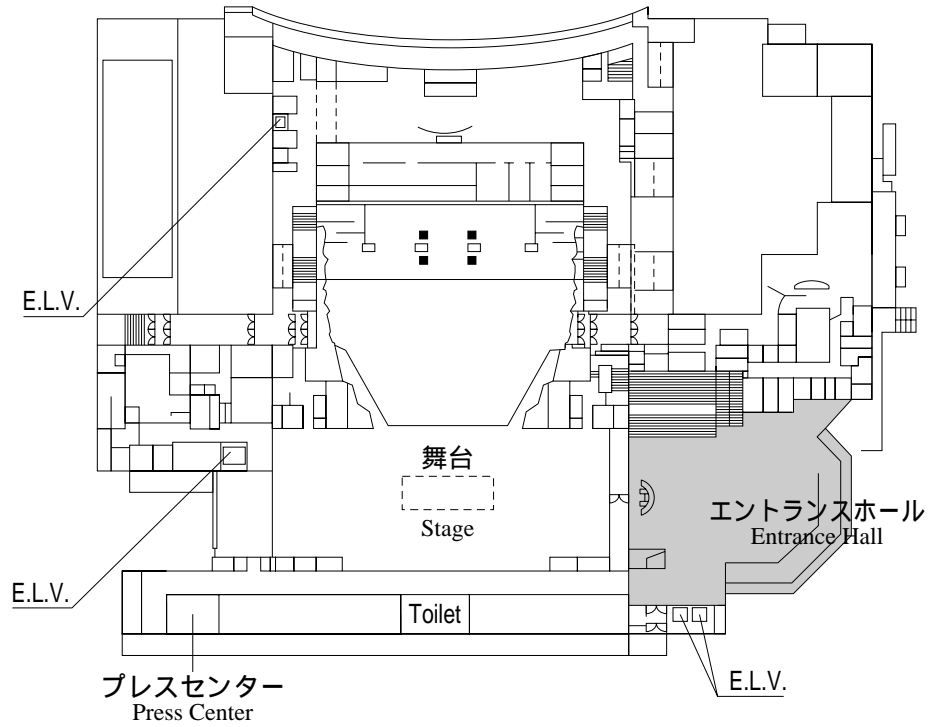 E.L.V.
舞台
Stage
エントランスホール
Entrance Hall
E.L.V.
Toilet
プレスセンター
Press Center
E.L.V.